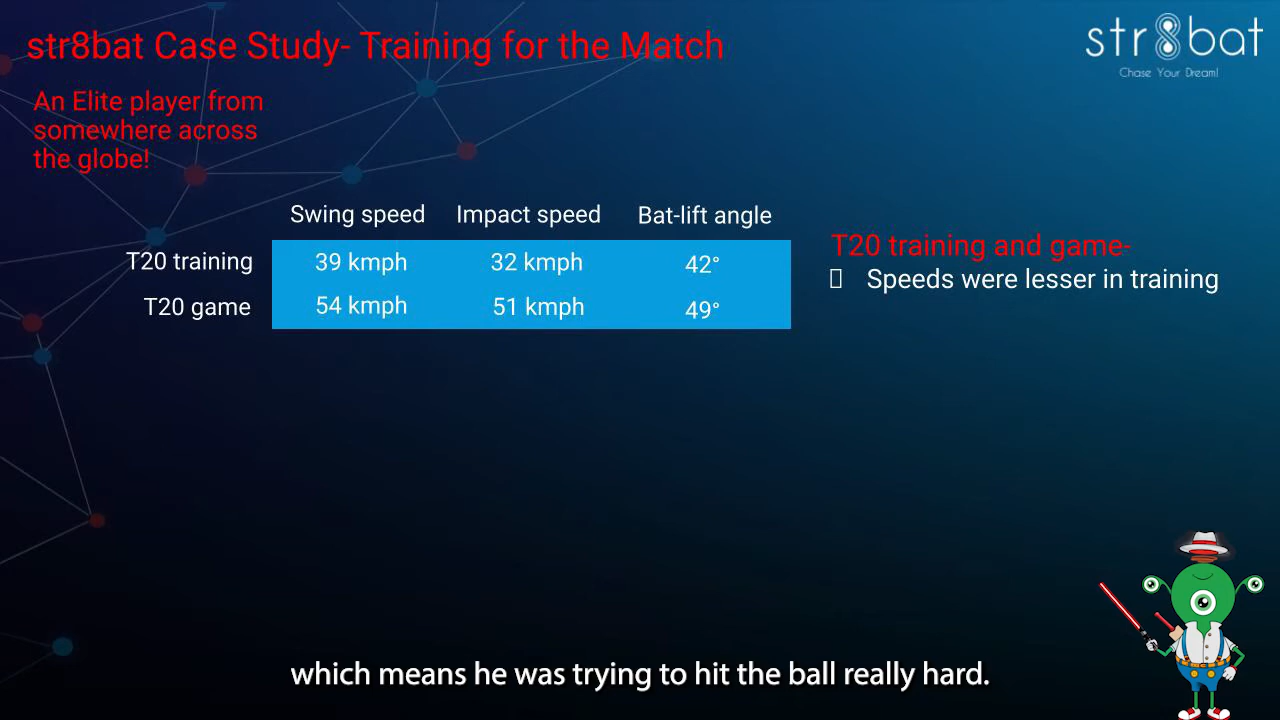 str8bat Case Study- Training for the Match
str8bat
Chase Your Dream!
An Elite player from
somewhere across
the globe!
Swing speed Impact speed Bat-lift angle
T20 training 39 kmph 32 kmph 42°
T20 game 54 kmph 51 kmph 49°
T20 training and game-
Speeds were lesser in training
which means he was trying to hit the ball really hard.